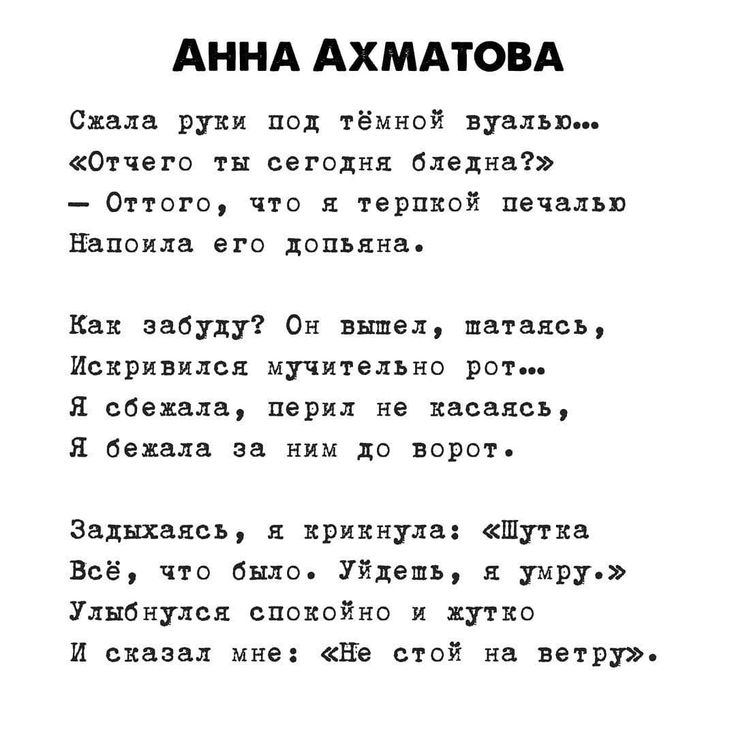 АННА АХМАТОВА
Сжала руки под тёмной вуалью...
«Отчего ты сегодня бледна?»
— Оттого, что я терпкой печалью
Напоила его допьяна.
Как забуду? Он вышел, шатаясь,
Искривился мучительно рот...
Я сбежала, перил не касаясь,
Я бежала за ним до ворот.
Задыхаясь, я крикнула: «Шутка
Всё, что было. Уйдешь, я умру.»
Улыбнулся спокойно и жутко
И сказал мне: «Не стой на ветру».